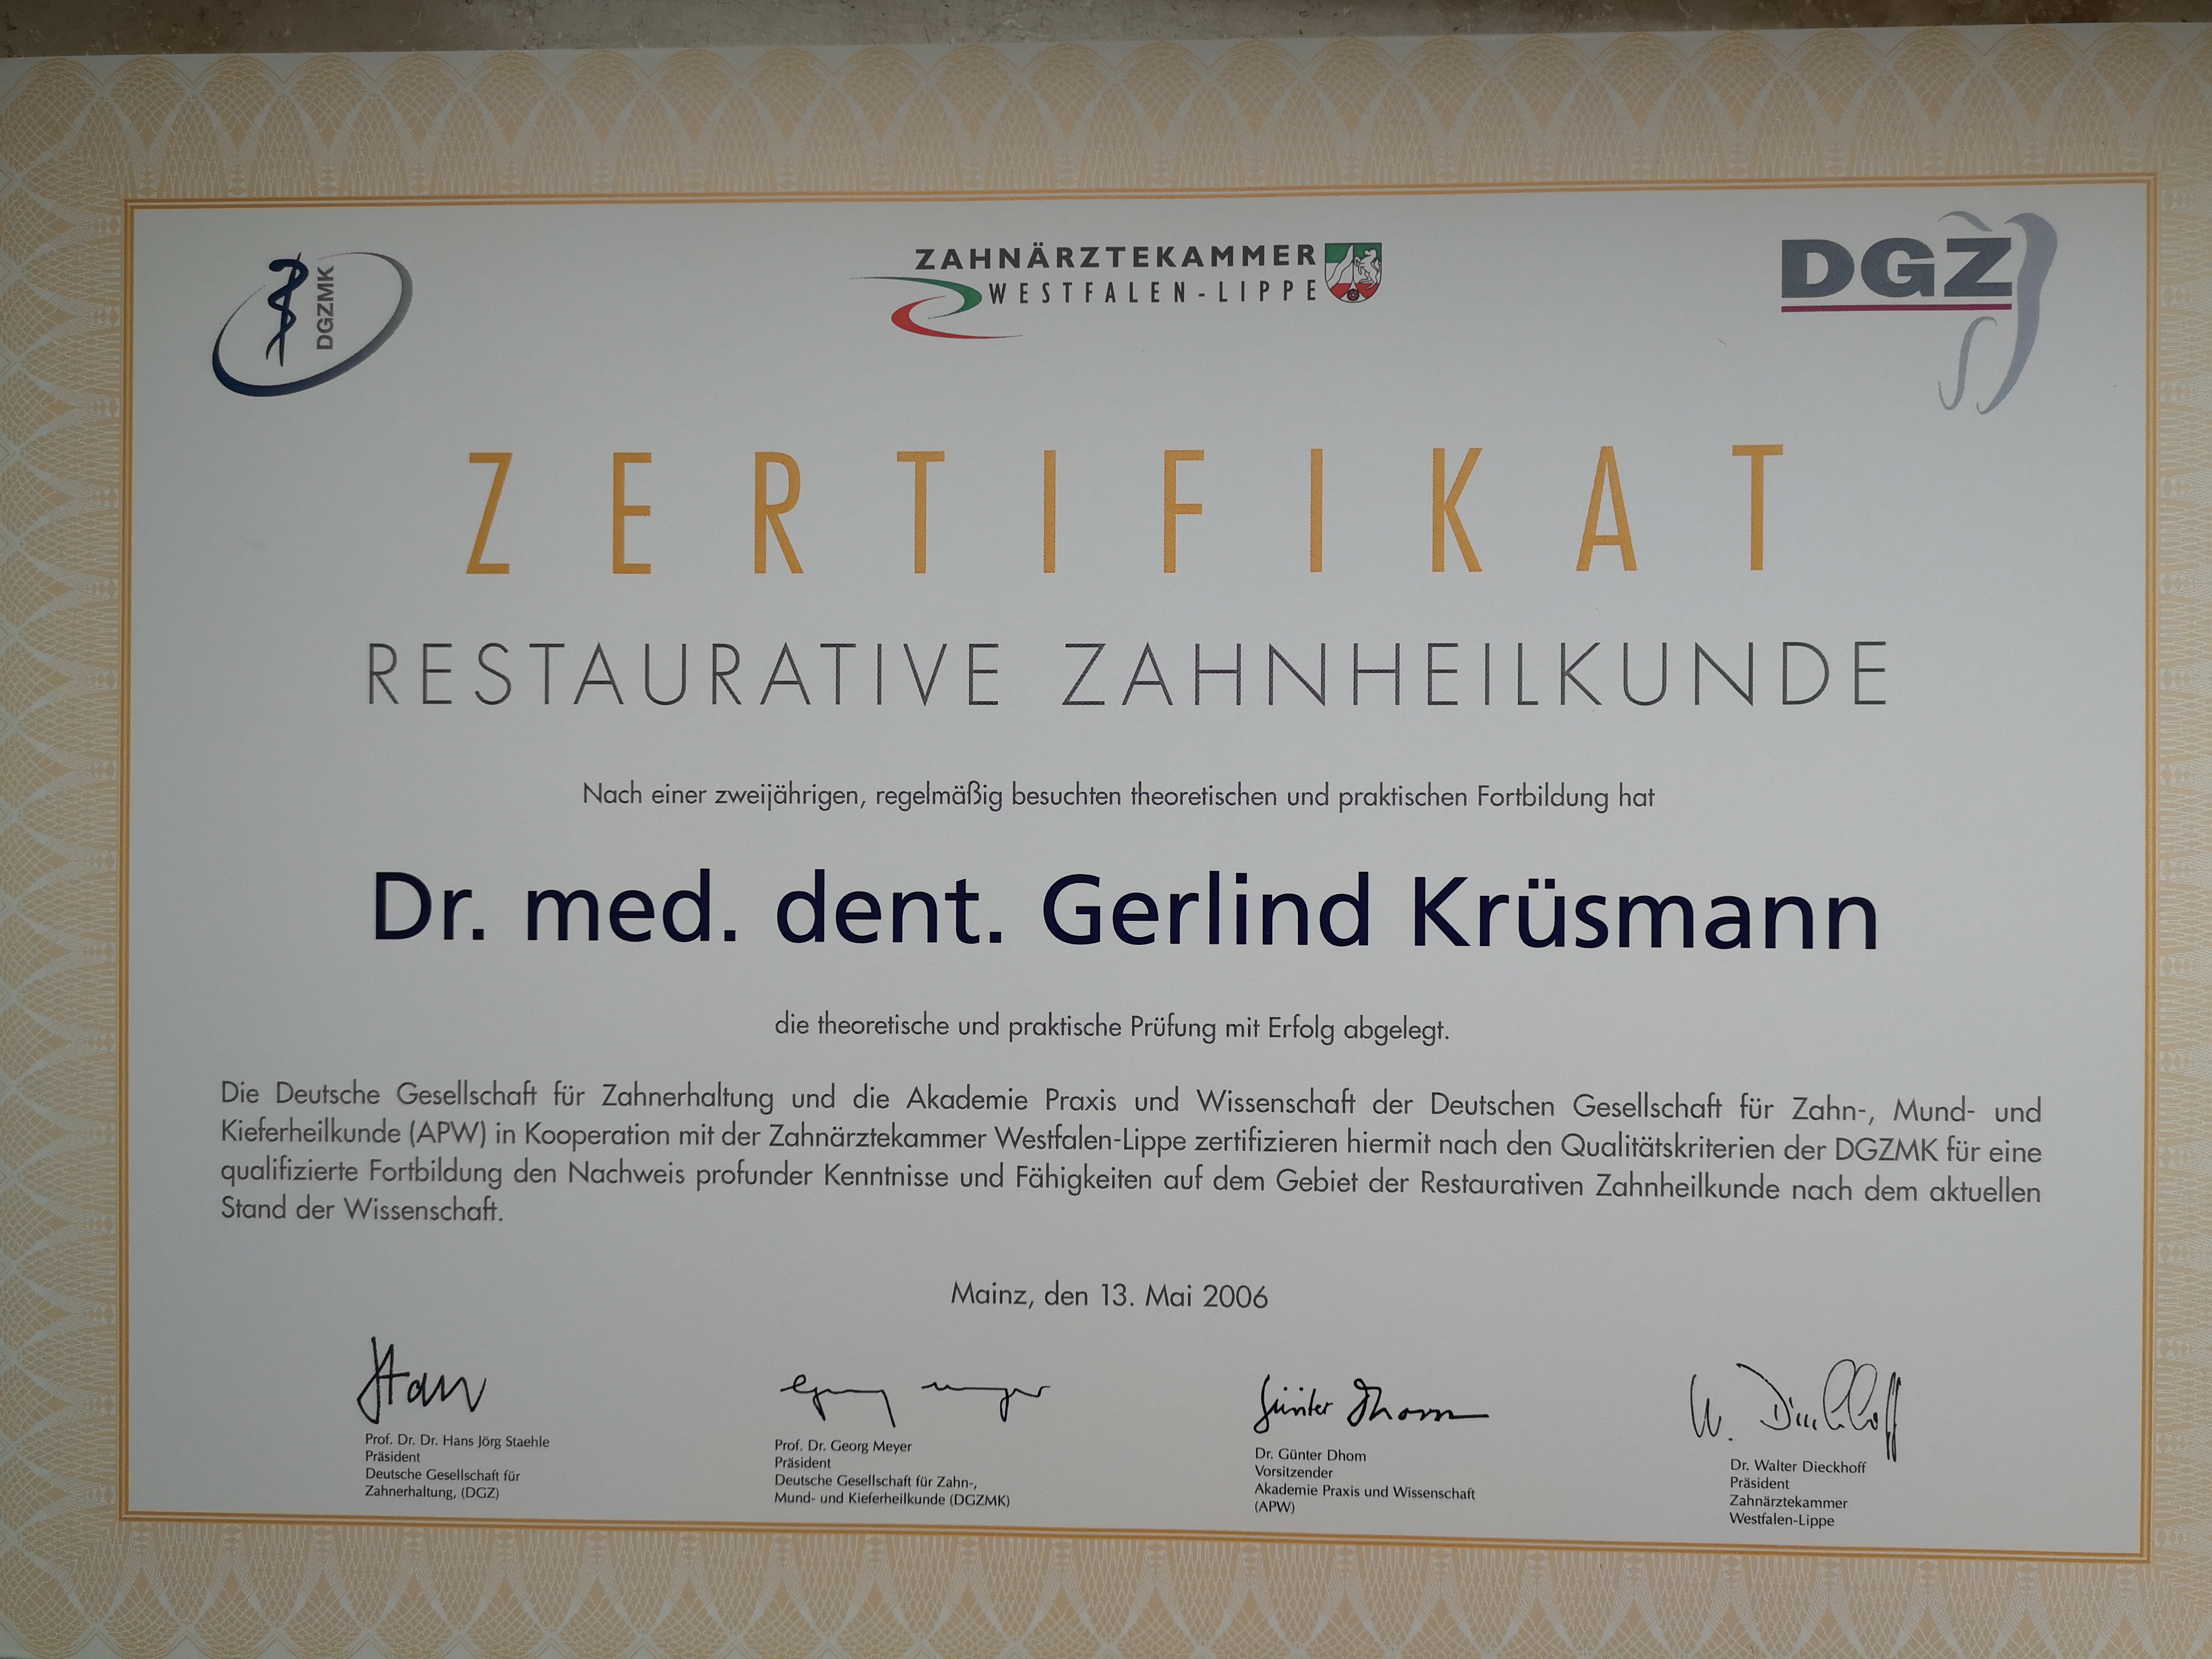 DGZMK
ZAHNÄRZTEKAMMER
WESTFALEN-LIPPE
DGZ
ZERTIFIKAT
RESTAURATIVE ZAHNHEILKUNDE
Nach einer zweijährigen, regelmäßig besuchten theoretischen und praktischen Fortbildung hat
Dr. med. dent. Gerlind Krüsmann
die theoretische und praktische Prüfung mit Erfolg abgelegt.
Die Deutsche Gesellschaft für Zahnerhaltung und die Akademie Praxis und Wissenschaft der Deutschen Gesellschaft für Zahn-, Mund- und
Kieferheilkunde (APW) in Kooperation mit der Zahnärztekammer Westfalen-Lippe zertifizieren hiermit nach den Qualitätskriterien der DGZMK für eine
qualifizierte Fortbildung den Nachweis profunder Kenntnisse und Fähigkeiten auf dem Gebiet der Restaurativen Zahnheilkunde nach dem aktuellen
Stand der Wissenschaft.
Mainz, den 13. Mai 2006
Prof. Dr. Dr. Hans Jörg Staehle
Präsident
Deutsche Gesellschaft für
Zahnerhaltung, (DGZ)
Prof. Dr. Georg Meyer
Präsident
Deutsche Gesellschaft für Zahn-,
Mund- und Kieferheilkunde (DGZMK)
Günter Dhom
Dr. Günter Dhom
Vorsitzender
Akademie Praxis und Wissenschaft
(APW)
W. Dieckhoff
Dr. Walter Dieckhoff
Präsident
Zahnärztekammer
Westfalen-Lippe